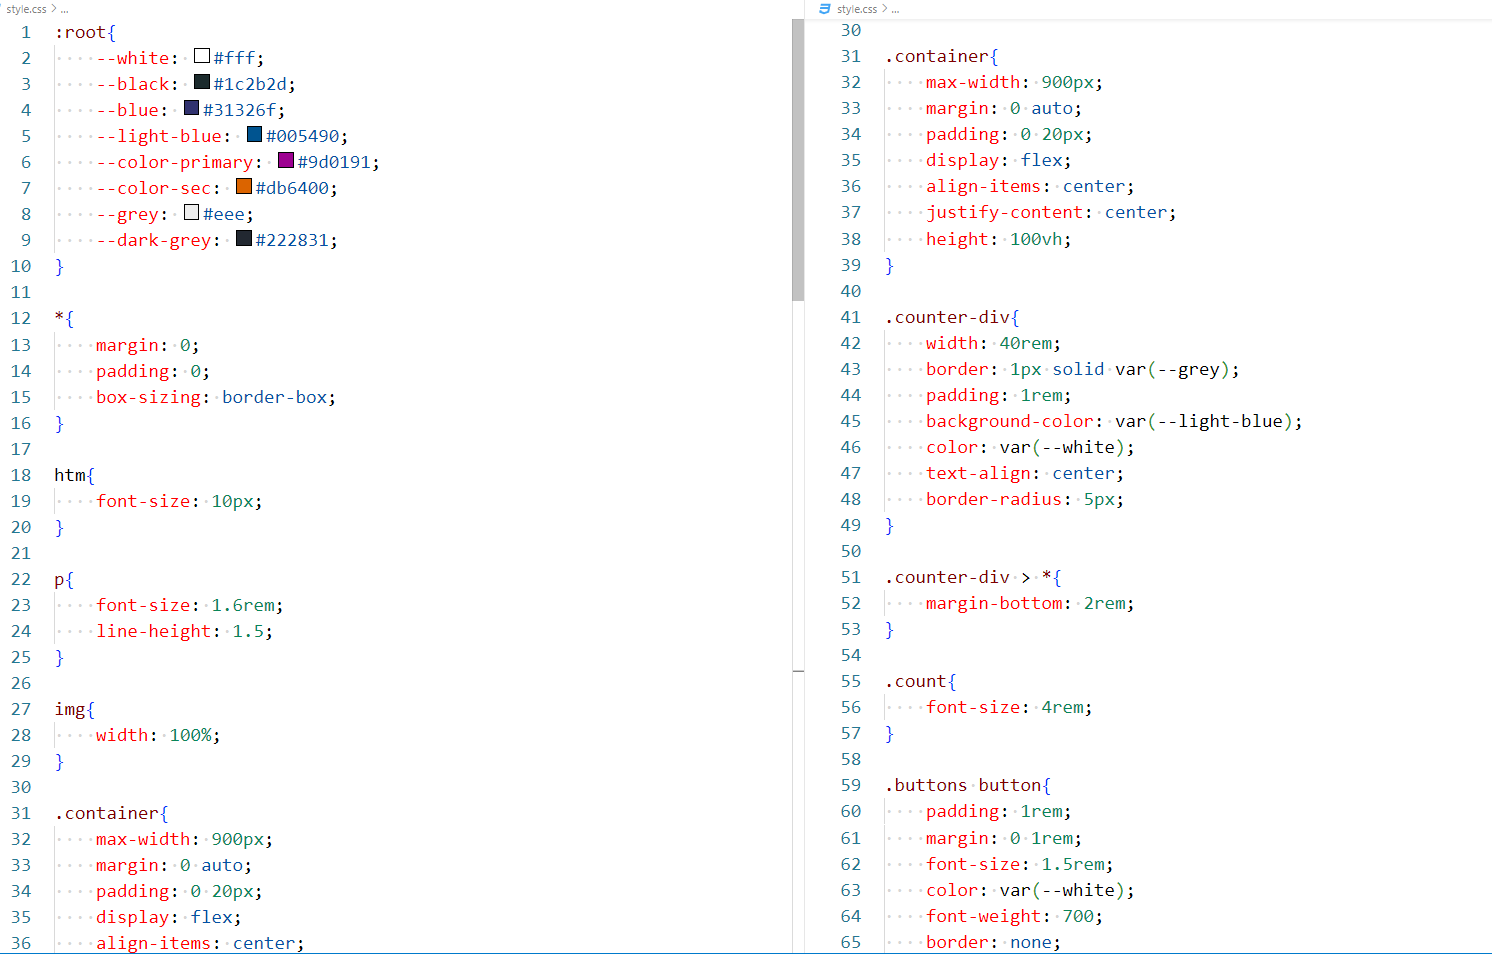 style.css > ...
1 :root{
2 ····--white: ·#fff;
3 ····--black: ·#1c2b2d;
4 ····--blue: ·#31326f;
5 ····--light-blue: ·#005490;
6 ····--color-primary: ·#9d0191;
7 ····--color-sec: ·#db6400;
8 ····--grey: ·#eee;
9 ····--dark-grey: ·#222831;
10 }
11
12 *{
13 ····margin:·0;
14 ····padding:·0;
15 ····box-sizing:·border-box;
16 }
17
18 htm{
19 ····font-size:·10px;
20 }
21
22 p{
23 ····font-size:·1.6rem;
24 ····line-height:·1.5;
25 }
26
27 img{
28 ····width:·100%;
29 }
30
31 .container{
32 ····max-width:·900px;
33 ····margin:·0·auto;
34 ····padding:·0·20px;
35 ····display:·flex;
36 ····align-items:·center;
style.css > ...
30
31 .container{
32 ····max-width:·900px;
33 ····margin:·0·auto;
34 ····padding:·0·20px;
35 ····display:·flex;
36 ····align-items:·center;
37 ····justify-content:·center;
38 ····height:·100vh;
39 }
40
41 .counter-div{
42 ····width:·40rem;
43 ····border:·1px·solid·var(--grey);
44 ····padding:·1rem;
45 ····background-color:·var(--light-blue);
46 ····color:·var(--white);
47 ····text-align:·center;
48 ····border-radius:·5px;
49 }
50
51 .counter-div·>·*{
52 ····margin-bottom:·2rem;
53 }
54
55 .count{
56 ····font-size:·4rem;
57 }
58
59 .buttons·button{
60 ····padding:·1rem;
61 ····margin:·0·1rem;
62 ····font-size:·1.5rem;
63 ····color:·var(--white);
64 ····font-weight:·700;
65 ····border:·none;